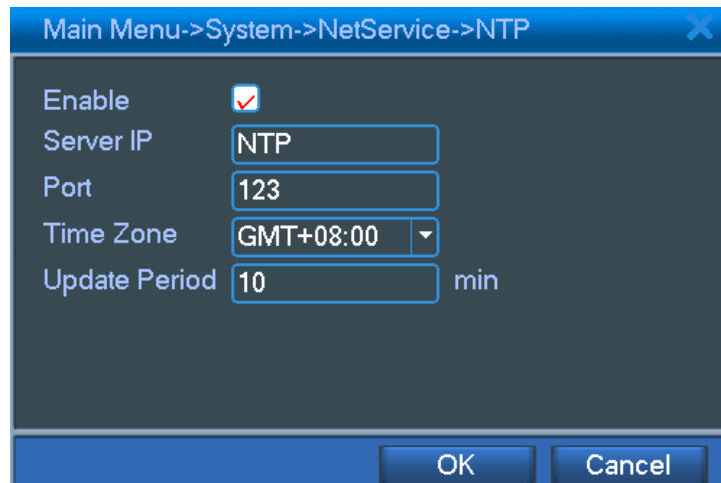 Main Menu->System->NetService->NTP
Enable
Server IP NTP
Port 123
Time Zone GMT+08:00
Update Period 10 min
OK Cancel